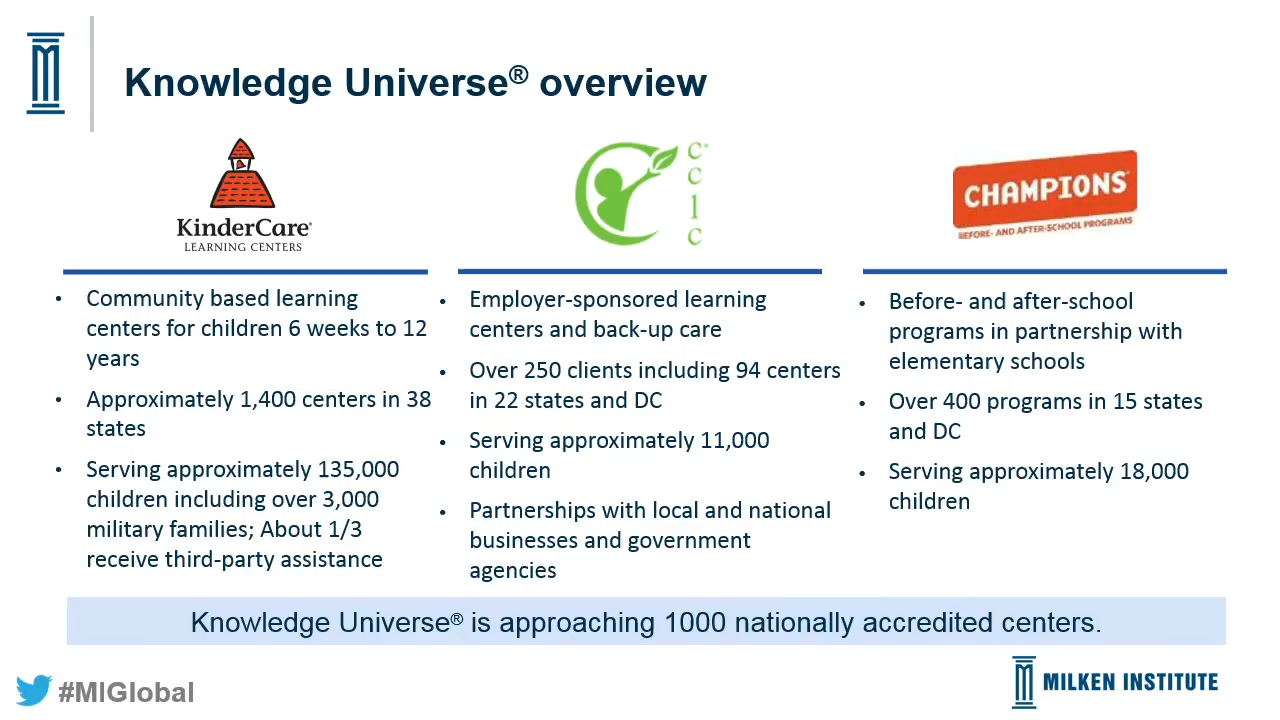 Knowledge Universe® overview
KinderCare®
LEARNING CENTERS
• Community based learning
centers for children 6 weeks to 12
years
• Approximately 1,400 centers in 38
states
• Serving approximately 135,000
children including over 3,000
military families; About 1/3
receive third-party assistance
cclc®
• Employer-sponsored learning
centers and back-up care
• Over 250 clients including 94 centers
in 22 states and DC
• Serving approximately 11,000
children
• Partnerships with local and national
businesses and government
agencies
CHAMPIONS
BEFORE- AND AFTER-SCHOOL PROGRAMS
• Before- and after-school
programs in partnership with
elementary schools
• Over 400 programs in 15 states
and DC
• Serving approximately 18,000
children
Knowledge Universe® is approaching 1000 nationally accredited centers.
#MIGlobal
MILKEN INSTITUTE